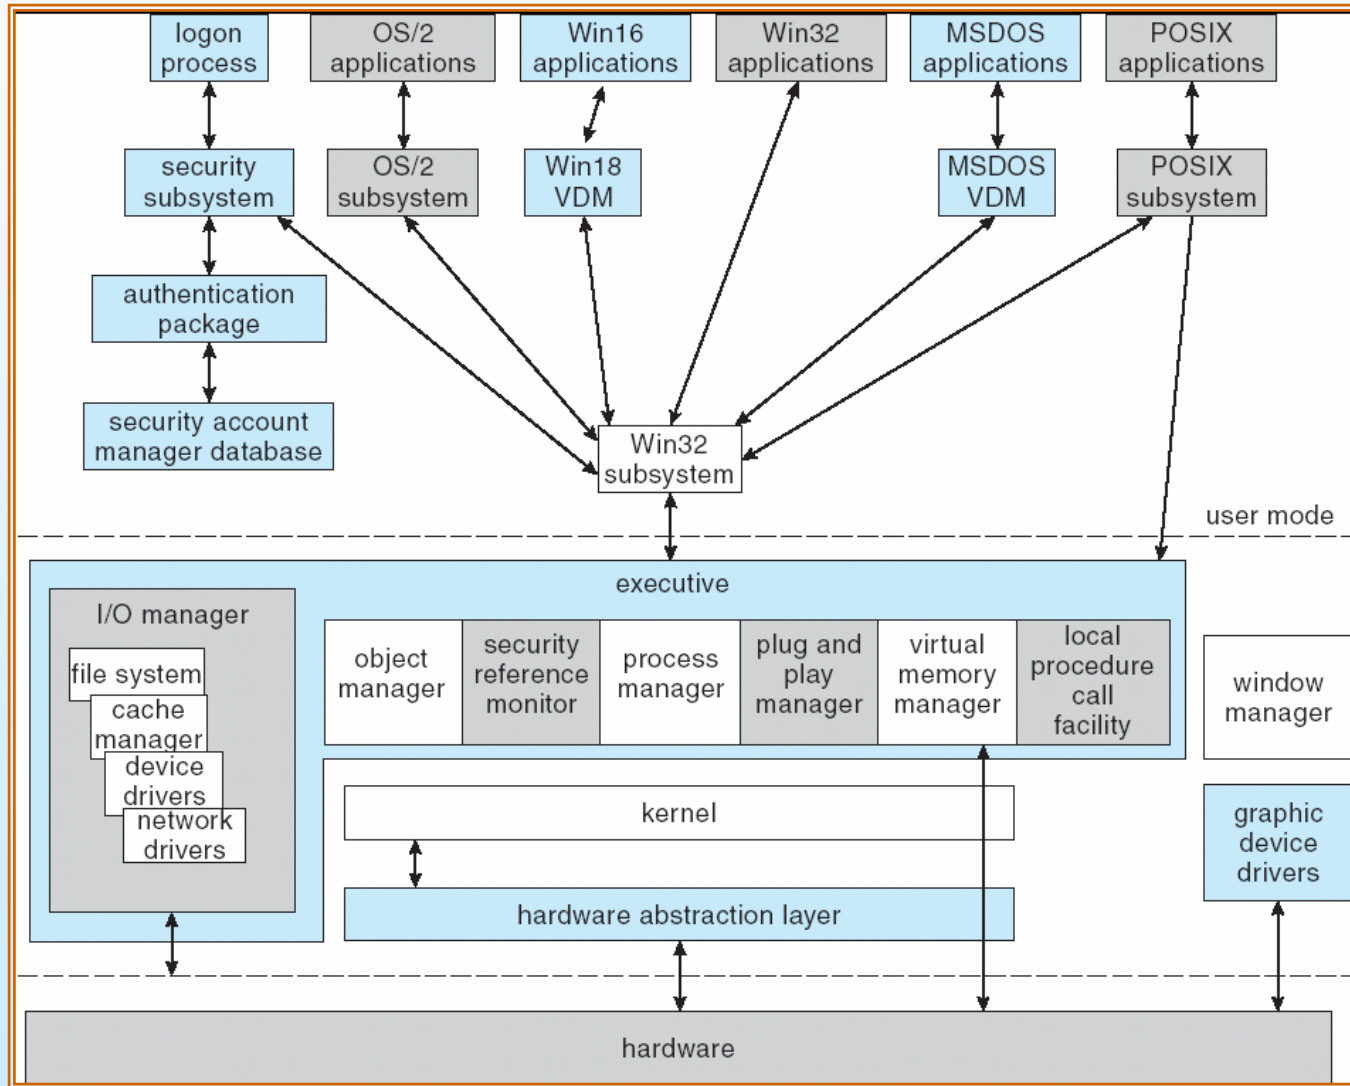 logon
process
OS/2
applications
Win16
applications
Win32
applications
MSDOS
applications
POSIX
applications
security
subsystem
OS/2
subsystem
Win18
VDM
MSDOS
VDM
POSIX
subsystem
authentication
package
security account
manager database
Win32
subsystem
user mode
executive
I/O manager
file system
cache
manager
device
drivers
network
drivers
object
manager
security
reference
monitor
process
manager
plug and
play
manager
virtual
memory
manager
local
procedure
call
facility
window
manager
kernel
graphic
device
drivers
hardware abstraction layer
hardware